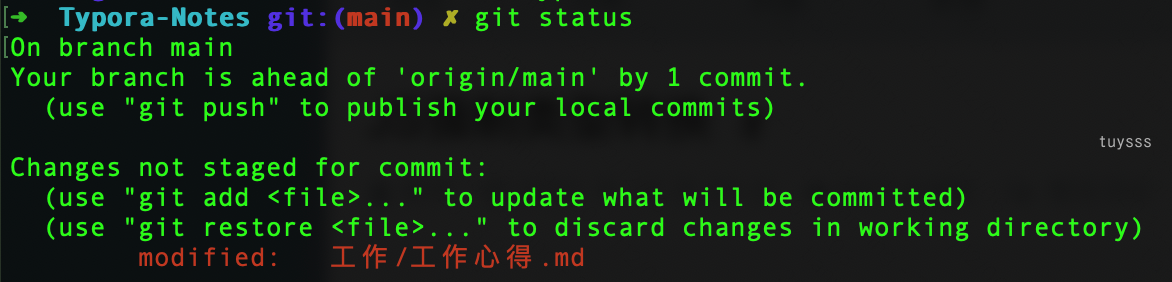 ➜  Typora-Notes git:(main) ✗ git status
On branch main
Your branch is ahead of 'origin/main' by 1 commit.
  (use "git push" to publish your local commits)
tuysss
Changes not staged for commit:
  (use "git add <file>..." to update what will be committed)
  (use "git restore <file>..." to discard changes in working directory)
        modified:   工作/工作心得.md